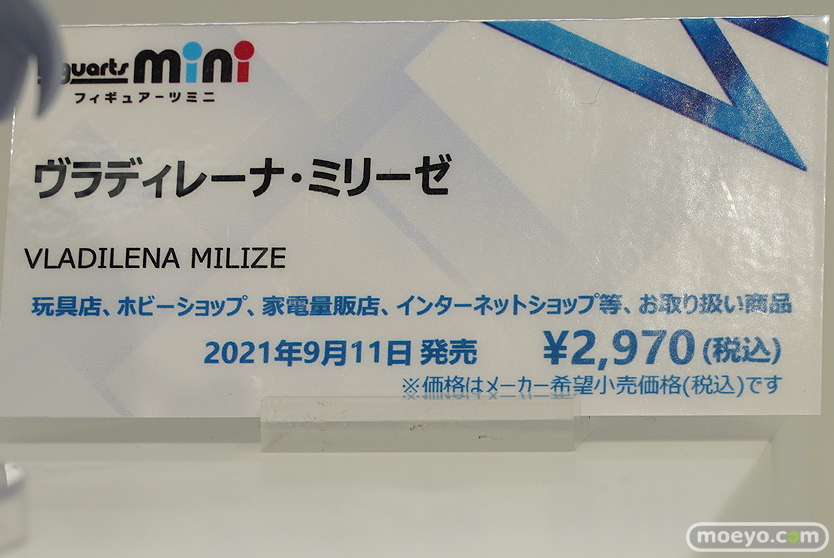 mini
フィギュアーツミニ
ヴラディレーナ・ミリーゼ
VLADILENA MILIZE
玩具店、ホビーショップ、家電量販店、インターネットショップ等、お取り扱い商品
2021年9月11日 発売 ¥2,970 (税込)
※価格はメーカー希望小売価格(税込)です
moeyo.com